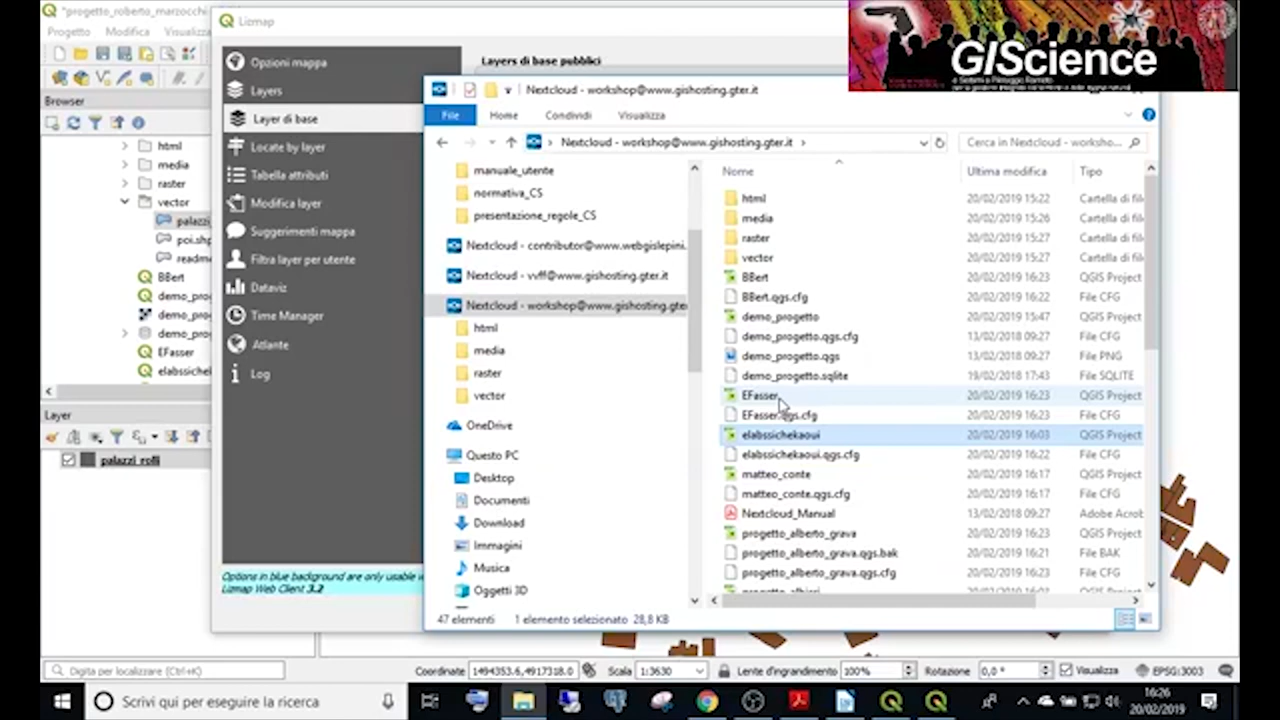 *progetto_roberto_marzocchi
Progetto Modifica Visualizza
Browser
html
media
raster
vector
palazzi
poi.shp
readme
BBert
demo_prog
demo_prog
demo_prog
EFasser
elabssichel
Layer
palazzi_rolli
Lizmap
Opzioni mappa
Layers
Layer di base
Locate by layer
Tabella attributi
Modifica layer
Suggerimenti mappa
Filtra layer per utente
Dataviz
Time Manager
Atlante
Log
Options in blue background are only usable
Lizmap Web Client 3.2
Layers di base pubblici
GIScience
Nextcloud - workshop@www.gishosting.gter.it
File Home Condividi Visualizza
Nextcloud - workshop@www.gishosting.gter.it
Cerca in Nextcloud - worksho...
manuale_utente
normativa_CS
presentazione_regole_CS
Nextcloud - contributor@www.webgislepini.
Nextcloud - vvff@www.gishosting.gter.it
Nextcloud - workshop@www.gishosting.gter
html
media
raster
vector
OneDrive
Questo PC
Desktop
Documenti
Download
Immagini
Musica
Oggetti 3D
Nome Ultima modifica Tipo
html 20/02/2019 15:22 Cartella di file
media 20/02/2019 15:26 Cartella di file
raster 20/02/2019 15:27 Cartella di file
vector 20/02/2019 15:27 Cartella di file
BBert 20/02/2019 16:23 QGIS Project
BBert.qgs.cfg 20/02/2019 16:22 File CFG
demo_progetto 20/02/2019 15:47 QGIS Project
demo_progetto.qgs.cfg 13/02/2018 09:27 File CFG
demo_progetto.qgs 13/02/2018 09:27 File PNG
demo_progetto.sqlite 19/02/2018 17:43 File SQLITE
EFasser 20/02/2019 16:23 QGIS Project
EFasser.qgs.cfg 20/02/2019 16:23 File CFG
elabssichekaoui 20/02/2019 16:03 QGIS Project
elabssichekaoui.qgs.cfg 20/02/2019 16:22 File CFG
matteo_conte 20/02/2019 16:17 QGIS Project
matteo_conte.qgs.cfg 20/02/2019 16:17 File CFG
Nextcloud_Manual 13/02/2018 09:27 Adobe Acrob
progetto_alberto_grava 20/02/2019 16:23 QGIS Project
progetto_alberto_grava.qgs.bak 20/02/2019 16:21 File BAK
progetto_alberto_grava.qgs.cfg 20/02/2019 16:23 File CFG
47 elementi 1 elemento selezionato 28,8 KB
Digita per localizzare (Ctrl+K)
Coordinate 1494353.6,4917318.0 Scala 1:3630 Lente d'ingrandimento 100% Rotazione 0,0 ° Visualizza EPSG:3003
Scrivi qui per eseguire la ricerca
16:26
20/02/2019